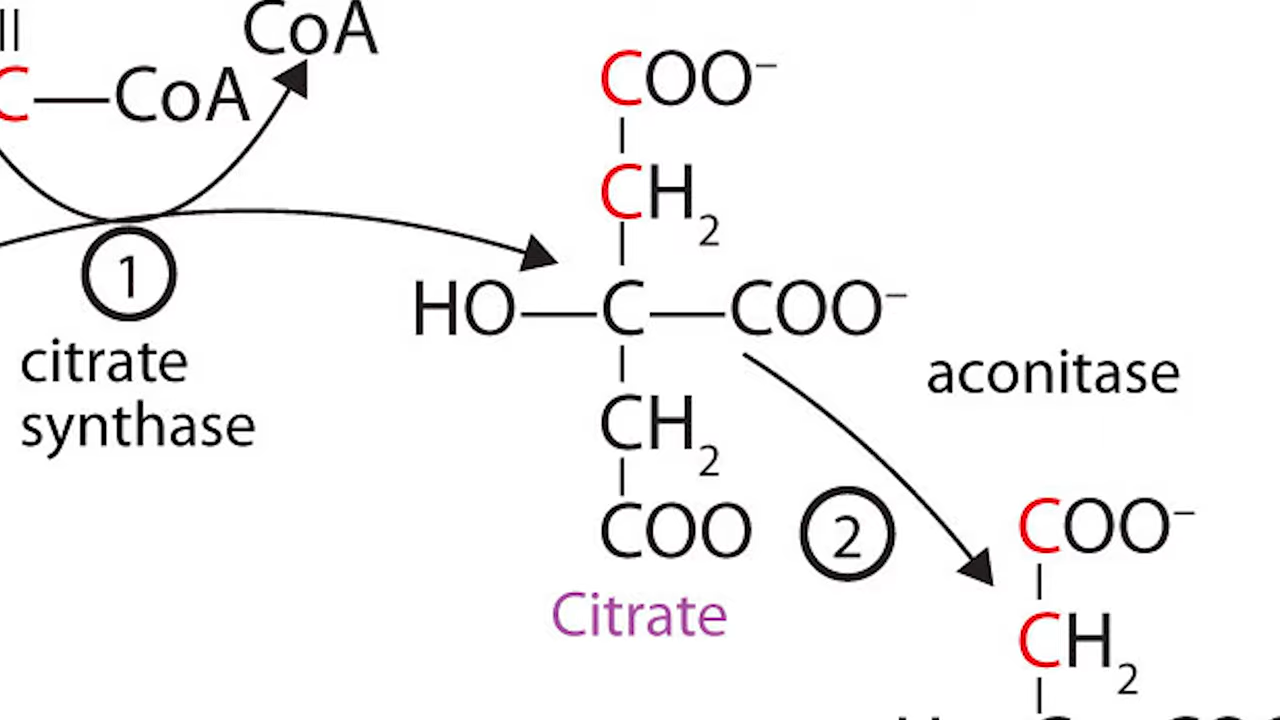 CoA
C—CoA
COO⁻
CH₂
HO—C—COO⁻
CH₂
COO
Citrate
1
citrate
synthase
aconitase
2
COO⁻
CH₂